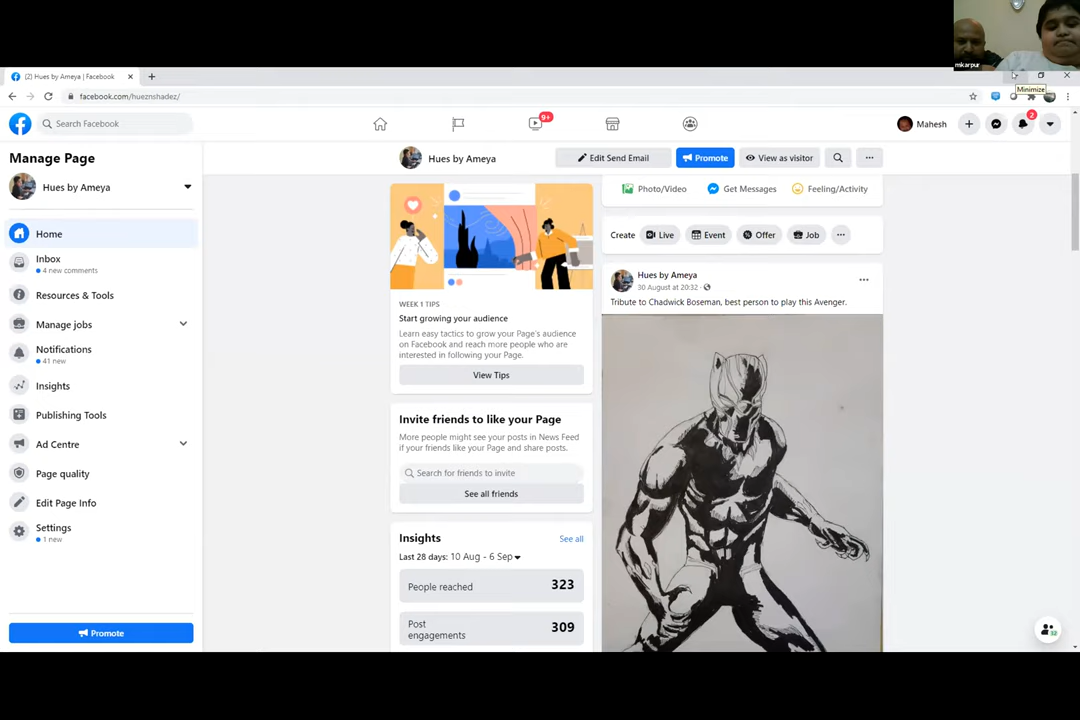 mkarpur
(2) Hues by Ameya | Facebook
Minimize
facebook.com/hueznshadez/
Search Facebook
9+
Mahesh
2
Manage Page
Hues by Ameya
Home
Inbox
4 new comments
Resources & Tools
Manage jobs
Notifications
41 new
Insights
Publishing Tools
Ad Centre
Page quality
Edit Page Info
Settings
1 new
Promote
Hues by Ameya
Edit Send Email
Promote
View as visitor
WEEK 1 TIPS
Start growing your audience
Learn easy tactics to grow your Page's audience
on Facebook and reach more people who are
interested in following your Page.
View Tips
Invite friends to like your Page
More people might see your posts in News Feed
if your friends like your Page and share posts.
Search for friends to invite
See all friends
Insights See all
Last 28 days: 10 Aug - 6 Sep
People reached 323
Post
engagements 309
Photo/Video Get Messages Feeling/Activity
Create Live Event Offer Job
Hues by Ameya
30 August at 20:32
Tribute to Chadwick Boseman, best person to play this Avenger.